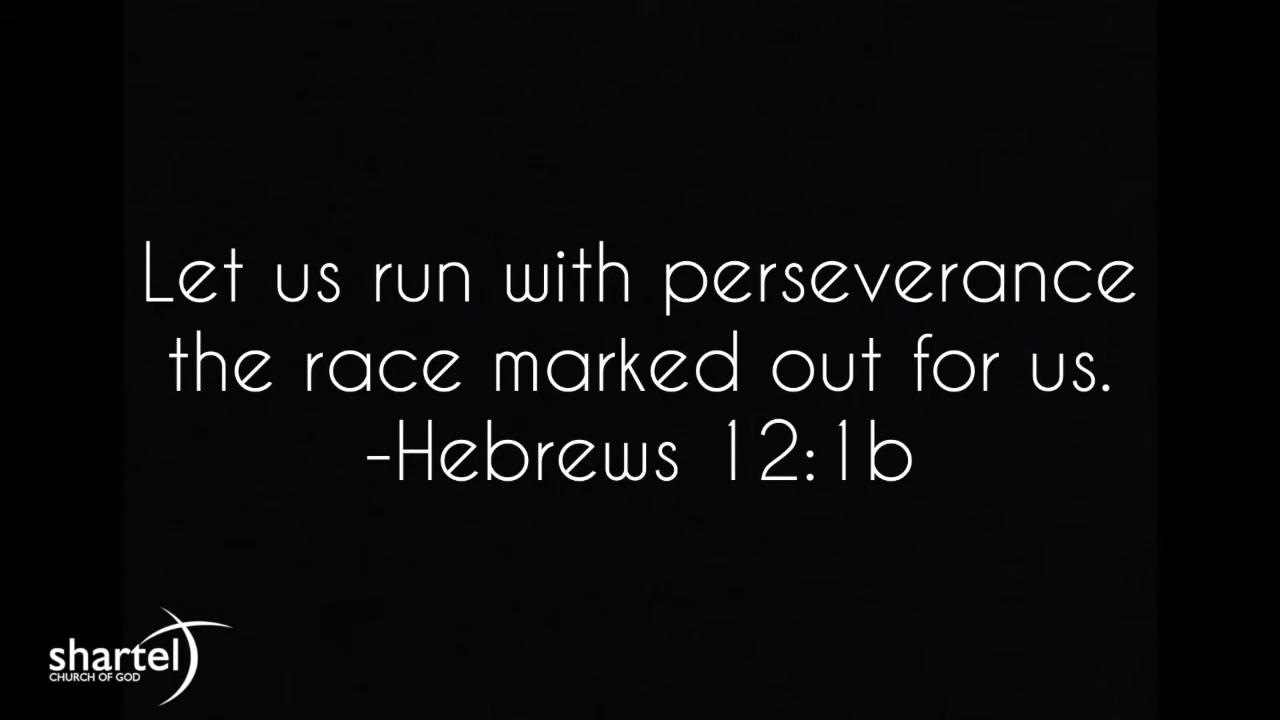 Let us run with perseverance
the race marked out for us.
-Hebrews 12:1b
shartel
CHURCH OF GOD